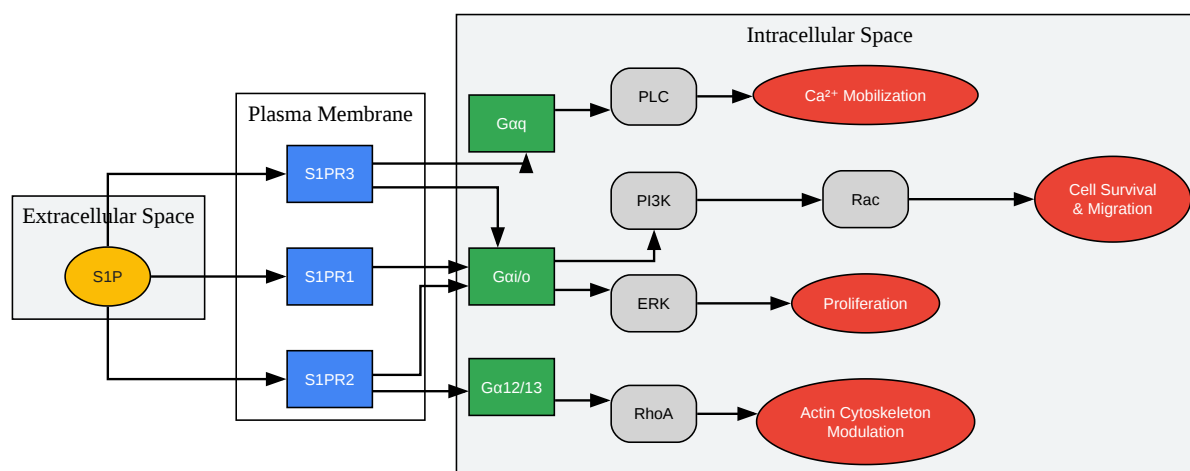 Intracellular Space
Plasma Membrane
Extracellular Space
S1P
S1PR3
S1PR1
S1PR2
Gαq
Gαi/o
Gα12/13
PLC
PI3K
ERK
RhoA
Rac
Ca²⁺ Mobilization
Cell Survival
& Migration
Proliferation
Actin Cytoskeleton
Modulation